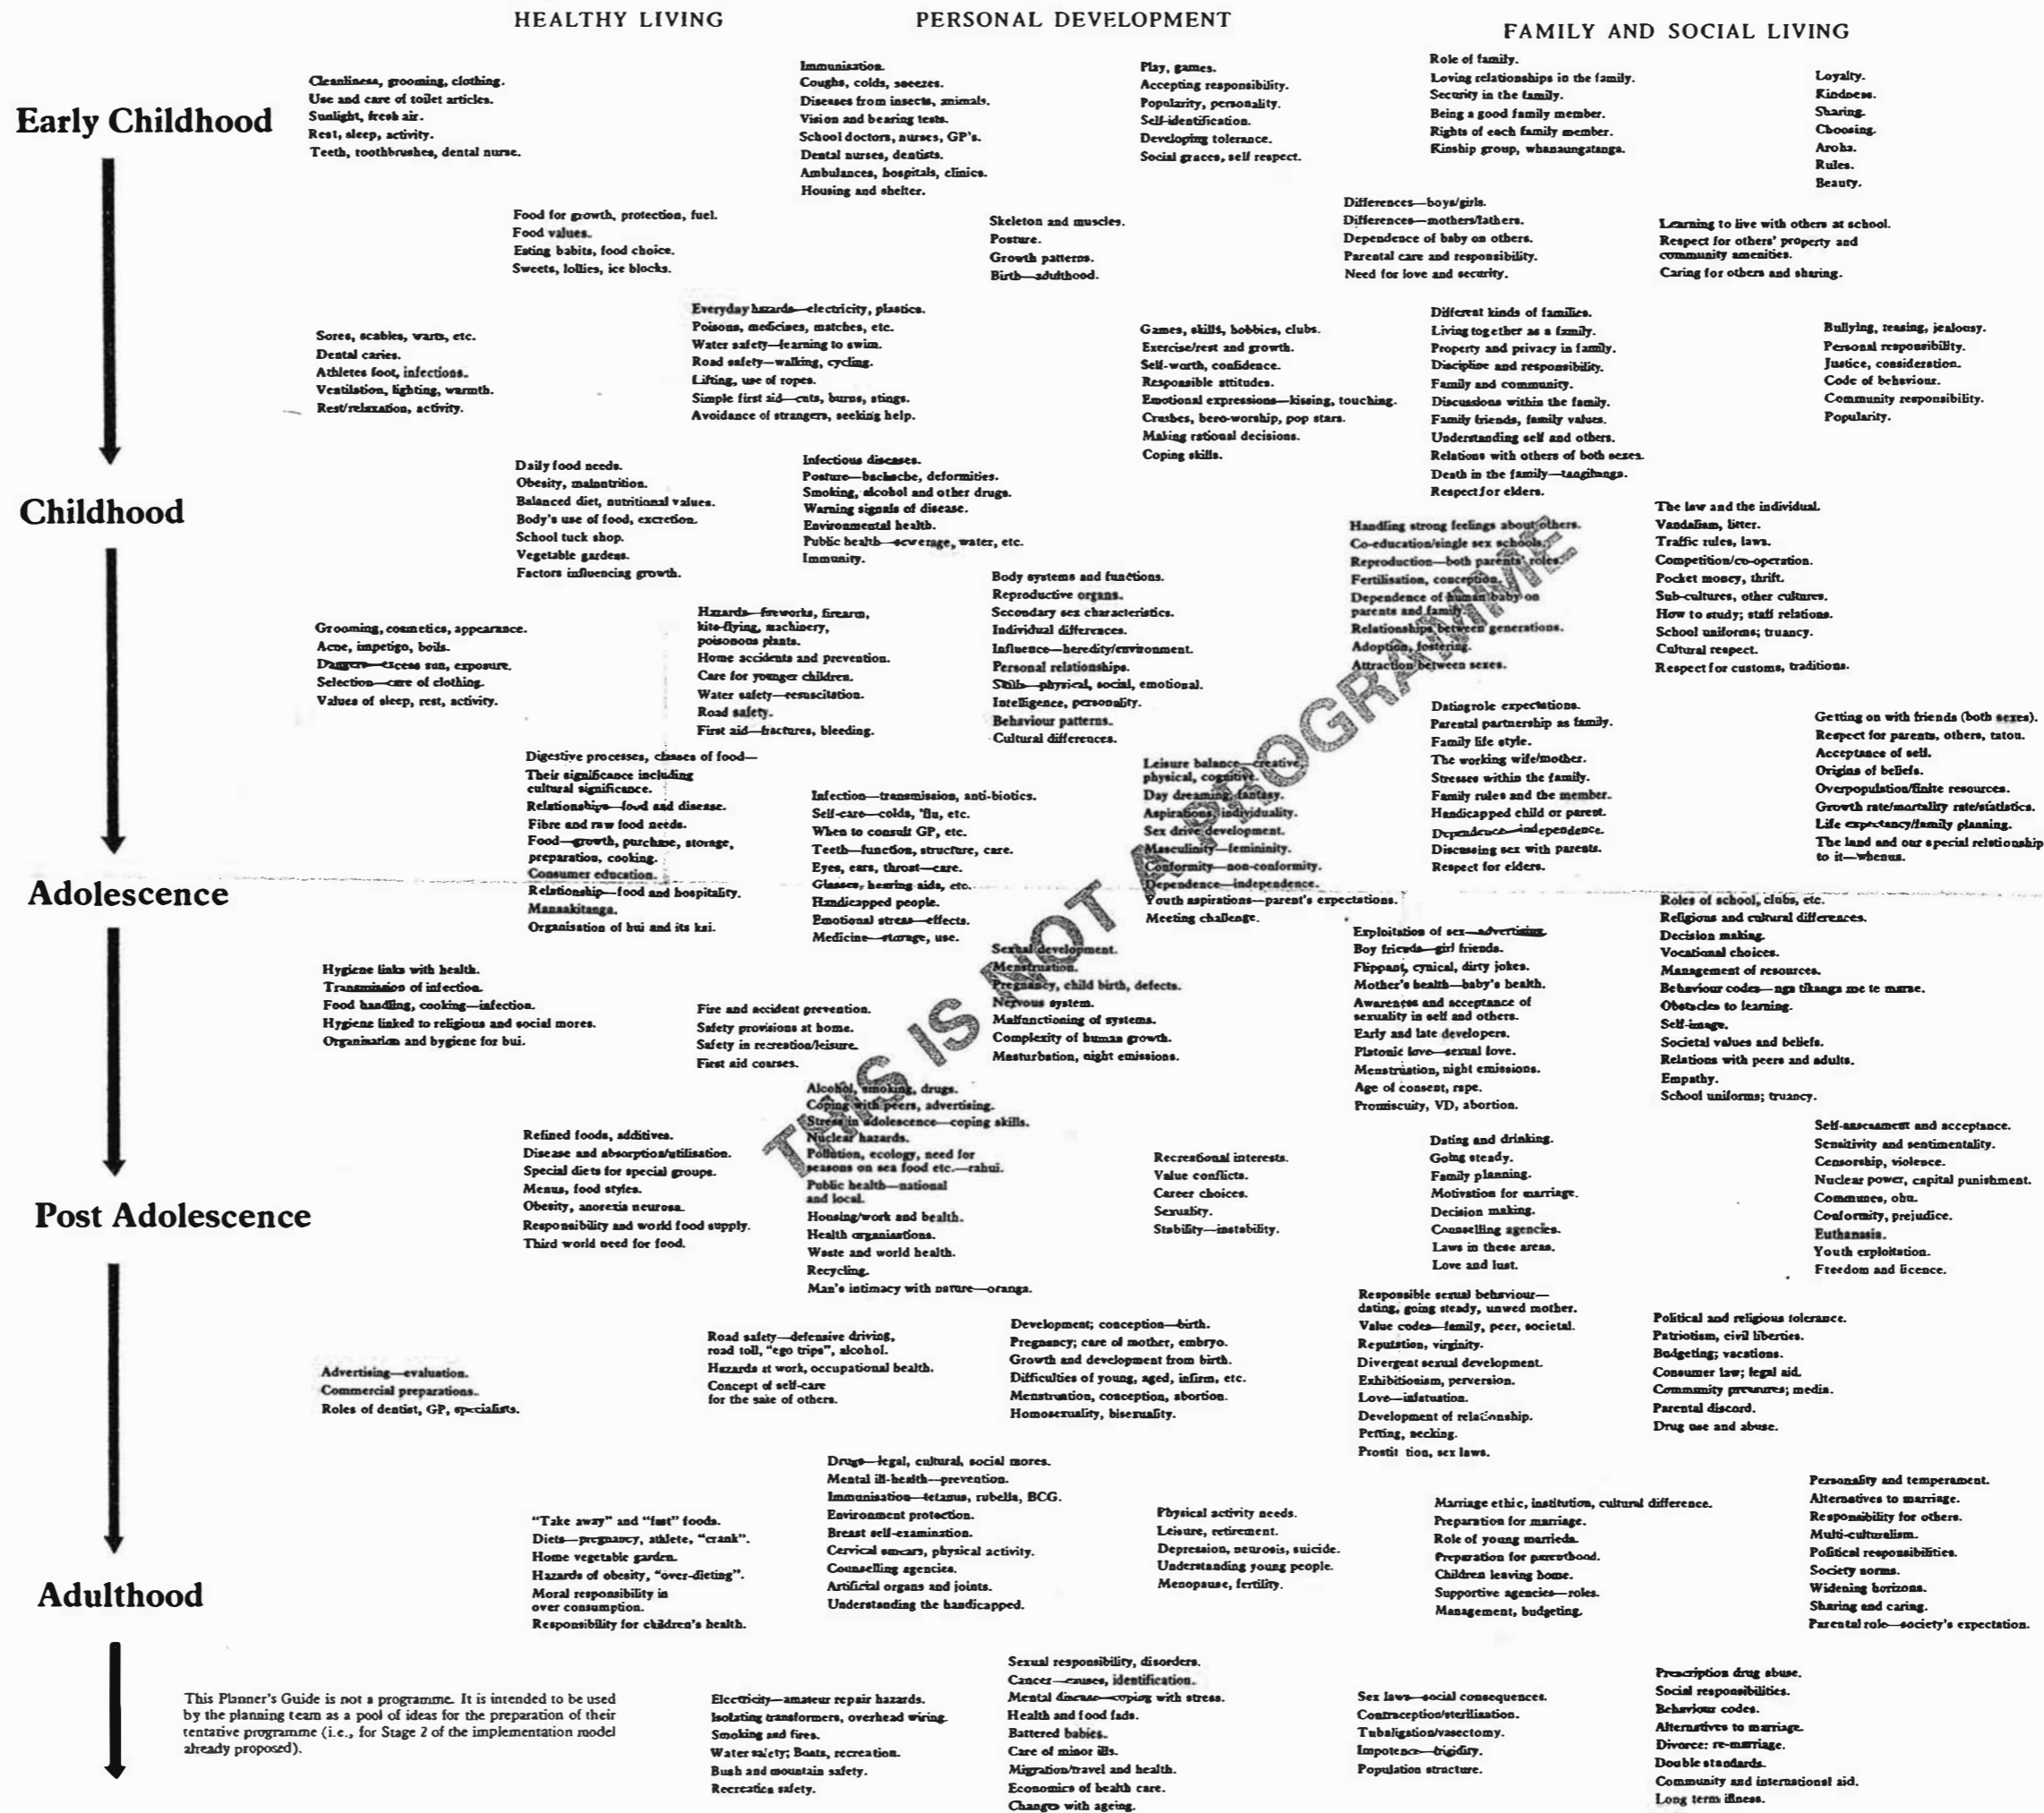 HEALTHY LIVING
PERSONAL DEVELOPMENT
FAMILY AND SOCIAL LIVING
Early Childhood
Cleanliness, grooming, clothing.
Use and care of toilet articles.
Sunlight, fresh air.
Rest, sleep, activity.
Teeth, toothbrushes, dental nurse.
Immunisation.
Coughs, colds, sneezes.
Diseases from insects, animals.
Vision and hearing tests.
School doctors, nurses, GP's.
Dental nurses, dentists.
Ambulances, hospitals, clinics.
Housing and shelter.
Play, games.
Accepting responsibility.
Popularity, personality.
Self-identification.
Developing tolerance.
Social graces, self respect.
Role of family.
Loving relationships in the family.
Security in the family.
Being a good family member.
Rights of each family member.
Kinship group, whanaungatanga.
Loyalty.
Kindness.
Sharing.
Choosing.
Aroha.
Rules.
Beauty.
Food for growth, protection, fuel.
Food values.
Eating habits, food choice.
Sweets, lollies, ice blocks.
Skeleton and muscles.
Posture.
Growth patterns.
Birth—adulthood.
Differences—boys/girls.
Differences—mothers/fathers.
Dependence of baby on others.
Parental care and responsibility.
Need for love and security.
Learning to live with others at school.
Respect for others' property and
community amenities.
Caring for others and sharing.
Sores, scabies, warts, etc.
Dental caries.
Athletes foot, infections.
Ventilation, lighting, warmth.
Rest/relaxation, activity.
Everyday hazards—electricity, plastics.
Poisons, medicines, matches, etc.
Water safety—learning to swim.
Road safety—walking, cycling.
Lifting, use of ropes.
Simple first aid—cuts, burns, stings.
Avoidance of strangers, seeking help.
Games, skills, hobbies, clubs.
Exercise/rest and growth.
Self-worth, confidence.
Responsible attitudes.
Emotional expressions—kissing, touching.
Crushes, hero-worship, pop stars.
Making rational decisions.
Coping skills.
Different kinds of families.
Living together as a family.
Property and privacy in family.
Discipline and responsibility.
Family and community.
Discussions within the family.
Family friends, family values.
Understanding self and others.
Relations with others of both sexes.
Death in the family—tangihanga.
Respect for elders.
Bullying, teasing, jealousy.
Personal responsibility.
Justice, consideration.
Code of behaviour.
Community responsibility.
Popularity.
Childhood
Daily food needs.
Obesity, malnutrition.
Balanced diet, nutritional values.
Body's use of food, excretion.
School tuck shop.
Vegetable gardens.
Factors influencing growth.
Infectious diseases.
Posture—backache, deformities.
Smoking, alcohol and other drugs.
Warning signals of disease.
Environmental health.
Public health—sewerage, water, etc.
Immunity.
Handling strong feelings about others.
Co-education/single sex schools.
Reproduction—both parents' roles.
Fertilisation, conception.
Dependence of human baby on
parents and family.
Relationships between generations.
Adoption, fostering.
Attraction between sexes.
The law and the individual.
Vandalism, litter.
Traffic rules, laws.
Competition/co-operation.
Pocket money, thrift.
Sub-cultures, other cultures.
How to study; staff relations.
School uniforms; truancy.
Cultural respect.
Respect for customs, traditions.
Grooming, cosmetics, appearance.
Acne, impetigo, boils.
Dangers—excess sun, exposure.
Selection—care of clothing.
Values of sleep, rest, activity.
Hazards—fireworks, firearm,
kite-flying, machinery,
poisonous plants.
Home accidents and prevention.
Care for younger children.
Water safety—resuscitation.
Road safety.
First aid—fractures, bleeding.
Body systems and functions.
Reproductive organs.
Secondary sex characteristics.
Individual differences.
Influence—heredity/environment.
Personal relationships.
Skills—physical, social, emotional.
Intelligence, personality.
Behaviour patterns.
Cultural differences.
Dating role expectations.
Parental partnership as family.
Family life style.
The working wife/mother.
Stresses within the family.
Family rules and the member.
Handicapped child or parent.
Dependence—independence.
Discussing sex with parents.
Respect for elders.
Getting on with friends (both sexes).
Respect for parents, others, tatou.
Acceptance of self.
Origins of beliefs.
Overpopulation/finite resources.
Growth rate/mortality rate/statistics.
Life expectancy/family planning.
The land and our special relationship
to it—whenua.
Adolescence
Digestive processes, classes of food—
Their significance including
cultural significance.
Relationships—food and disease.
Fibre and raw food needs.
Food—growth, purchase, storage,
preparation, cooking.
Consumer education.
Relationship—food and hospitality.
Manaakitanga.
Organisation of hui and its kai.
Infection—transmission, anti-biotics.
Self-care—colds, 'flu, etc.
When to consult GP, etc.
Teeth—function, structure, care.
Eyes, ears, throat—care.
Glasses, hearing aids, etc.
Handicapped people.
Emotional stress—effects.
Medicine—storage, use.
Leisure balance—creative,
physical, cognitive.
Day dreaming, fantasy.
Aspirations, individuality.
Sex drive development.
Masculinity—femininity.
Conformity—non-conformity.
Dependence—independence.
Youth aspirations—parent's expectations.
Meeting challenge.
THIS IS NOT A PROGRAMME
Hygiene links with health.
Transmission of infection.
Food handling, cooking—infection.
Hygiene linked to religious and social mores.
Organisation and hygiene for hui.
Fire and accident prevention.
Safety provisions at home.
Safety in recreation/leisure.
First aid courses.
Sexual development.
Menstruation.
Pregnancy, child birth, defects.
Nervous system.
Malfunctioning of systems.
Complexity of human growth.
Masturbation, night emissions.
Exploitation of sex—advertising.
Boy friends—girl friends.
Flippant, cynical, dirty jokes.
Mother's health—baby's health.
Awareness and acceptance of
sexuality in self and others.
Early and late developers.
Platonic love—sexual love.
Menstruation, night emissions.
Age of consent, rape.
Promiscuity, VD, abortion.
Roles of school, clubs, etc.
Religious and cultural differences.
Decision making.
Vocational choices.
Management of resources.
Behaviour codes—nga tikanga me te marae.
Obstacles to learning.
Self-image.
Societal values and beliefs.
Relations with peers and adults.
Empathy.
School uniforms; truancy.
Post Adolescence
Refined foods, additives.
Disease and absorption/utilisation.
Special diets for special groups.
Menus, food styles.
Obesity, anorexia neurosa.
Responsibility and world food supply.
Third world need for food.
Alcohol, smoking, drugs.
Coping with peers, advertising.
Stress in adolescence—coping skills.
Nuclear hazards.
Pollution, ecology, need for
seasons on sea food etc.—rahui.
Public health—national
and local.
Housing/work and health.
Health organisations.
Waste and world health.
Recycling.
Man's intimacy with nature—oranga.
Recreational interests.
Value conflicts.
Career choices.
Sexuality.
Stability—instability.
Dating and drinking.
Going steady.
Family planning.
Motivation for marriage.
Decision making.
Counselling agencies.
Laws in these areas.
Love and lust.
Self-assessment and acceptance.
Sensitivity and sentimentality.
Censorship, violence.
Nuclear power, capital punishment.
Communes, ohu.
Conformity, prejudice.
Euthanasia.
Youth exploitation.
Freedom and licence.
Advertising—evaluation.
Commercial preparations.
Roles of dentist, GP, specialists.
Road safety—defensive driving,
road toll, "ego trips", alcohol.
Hazards at work, occupational health.
Concept of self-care
for the sake of others.
Development; conception—birth.
Pregnancy; care of mother, embryo.
Growth and development from birth.
Difficulties of young, aged, infirm, etc.
Menstruation, conception, abortion.
Homosexuality, bisexuality.
Responsible sexual behaviour—
dating, going steady, unwed mother.
Value codes—family, peer, societal.
Reputation, virginity.
Divergent sexual development.
Exhibitionism, perversion.
Love—infatuation.
Development of relationship.
Petting, necking.
Prostit tion, sex laws.
Political and religious tolerance.
Patriotism, civil liberties.
Budgeting; vacations.
Consumer law; legal aid.
Community pressures; media.
Parental discord.
Drug use and abuse.
Adulthood
"Take away" and "fast" foods.
Diets—pregnancy, athlete, "crank".
Home vegetable garden.
Hazards of obesity, "over-dieting".
Moral responsibility in
over consumption.
Responsibility for children's health.
Drugs—legal, cultural, social mores.
Mental ill-health—prevention.
Immunisation—tetanus, rubella, BCG.
Environment protection.
Breast self-examination.
Cervical smears, physical activity.
Counselling agencies.
Artificial organs and joints.
Understanding the handicapped.
Physical activity needs.
Leisure, retirement.
Depression, neurosis, suicide.
Understanding young people.
Menopause, fertility.
Marriage ethic, institution, cultural difference.
Preparation for marriage.
Role of young marrieds.
Preparation for parenthood.
Children leaving home.
Supportive agencies—roles.
Management, budgeting.
Personality and temperament.
Alternatives to marriage.
Responsibility for others.
Multi-culturalism.
Political responsibilities.
Society norms.
Widening horizons.
Sharing and caring.
Parental role—society's expectation.
This Planner's Guide is not a programme. It is intended to be used
by the planning team as a pool of ideas for the preparation of their
tentative programme (i.e., for Stage 2 of the implementation model
already proposed).
Electricity—amateur repair hazards.
Isolating transformers, overhead wiring.
Smoking and fires.
Water safety; Boats, recreation.
Bush and mountain safety.
Recreation safety.
Sexual responsibility, disorders.
Cancer—causes, identification.
Mental disease—coping with stress.
Health and food fads.
Battered babies.
Care of minor ills.
Migration/travel and health.
Economics of health care.
Changes with ageing.
Sex laws—social consequences.
Contraception/sterilisation.
Tubaligation/vasectomy.
Impotence—frigidity.
Population structure.
Prescription drug abuse.
Social responsibilities.
Behaviour codes.
Alternatives to marriage.
Divorce: re-marriage.
Double standards.
Community and international aid.
Long term illness.